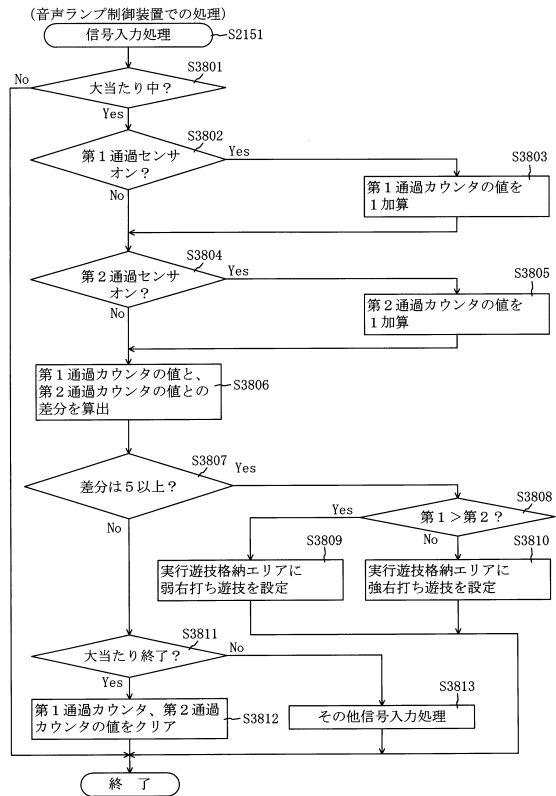 (音声ランプ制御装置での処理)
信号入力処理
S2151
S3801
No
大当たり中？
Yes
S3802
第1通過センサ
オン？
Yes
No
S3803
第1通過カウンタの値を
1加算
S3804
第2通過センサ
オン？
Yes
No
S3805
第2通過カウンタの値を
1加算
第1通過カウンタの値と、
第2通過カウンタの値との
差分を算出
S3806
S3807
差分は5以上？
Yes
No
S3808
第1＞第2？
Yes
No
S3809
実行遊技格納エリアに
弱右打ち遊技を設定
S3810
実行遊技格納エリアに
強右打ち遊技を設定
S3811
大当たり終了？
No
Yes
第1通過カウンタ、第2通過
カウンタの値をクリア
S3812
S3813
その他信号入力処理
終 了